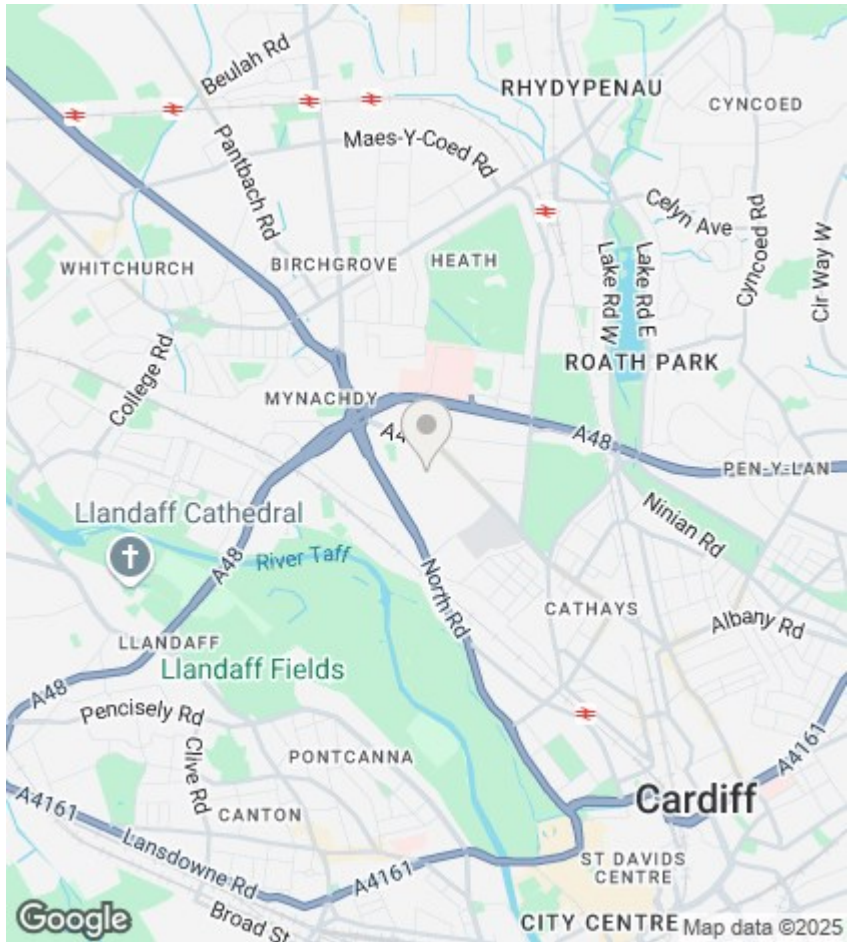 Beulah Rd
RHYDYPENAU
CYNCOED
Pantbach Rd
Maes-Y-Coed Rd
Celyn Ave
Cyncoed Rd
Cir Way W
WHITCHURCH
BIRCHGROVE
HEATH
Lake Rd W
Lake Rd E
College Rd
ROATH PARK
MYNACHDY
A4
A48
PEN-Y-LAN
Llandaff Cathedral
Ninian Rd
A48
River Taff
North Rd
CATHAYS
Albany Rd
LLANDAFF
Llandaff Fields
A48
Pencisely Rd
Clive Rd
PONTCANNA
A4161
CANTON
Cardiff
A4161
Lansdowne Rd
A4161
ST DAVIDS
CENTRE
Broad St
Google
CITY CENTRE
Map data ©2025